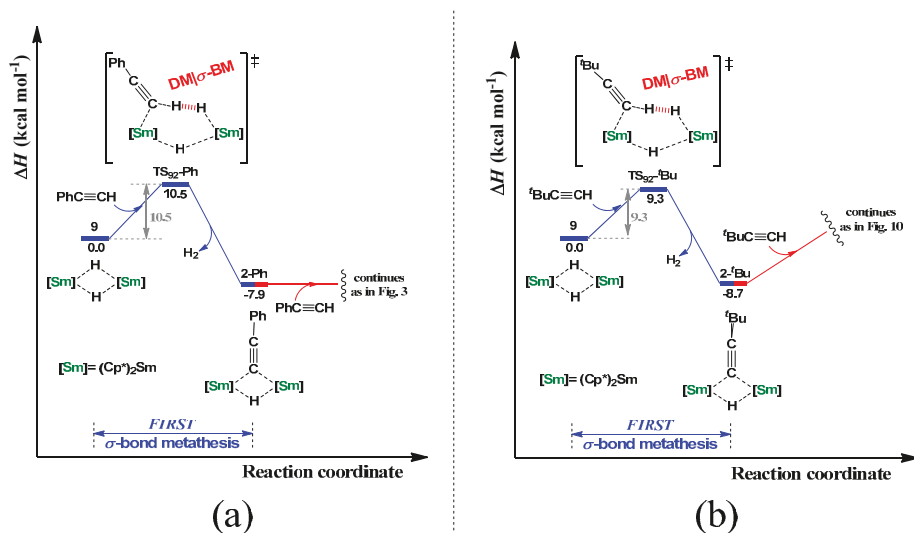 ΔH (kcal mol⁻¹)
Ph
C
C
H
H
‡
DM|σ-BM
[Sm]
[Sm]
H
TS₉₂-Ph
10.5
PhC≡CH
10.5
9
0.0
H
[Sm]
[Sm]
H
H₂
2-Ph
-7.9
PhC≡CH
continues
as in Fig. 3
Ph
C
C
[Sm]
[Sm]
H
[Sm]=(Cp*)₂Sm
FIRST
σ-bond metathesis
Reaction coordinate
(a)
ΔH (kcal mol⁻¹)
ᵗBu
C
C
H
H
‡
DM|σ-BM
[Sm]
[Sm]
H
TS₉₂-ᵗBu
9.3
ᵗBuC≡CH
9.3
9
0.0
H
[Sm]
[Sm]
H
H₂
2-ᵗBu
-8.7
ᵗBuC≡CH
continues
as in Fig. 10
ᵗBu
C
C
[Sm]
[Sm]
H
[Sm]=(Cp*)₂Sm
FIRST
σ-bond metathesis
Reaction coordinate
(b)